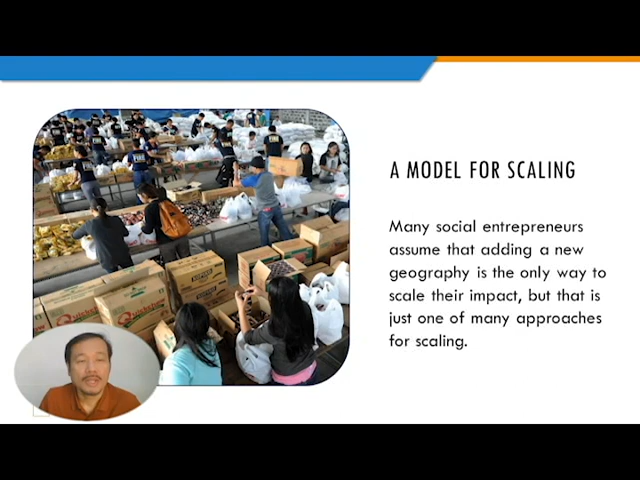 A MODEL FOR SCALING
Many social entrepreneurs
assume that adding a new
geography is the only way to
scale their impact, but that is
just one of many approaches
for scaling.